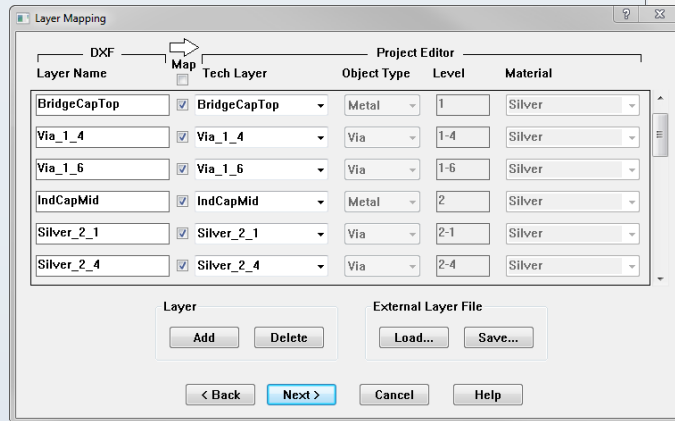 Layer Mapping
DXF Project Editor
Layer Name Map Tech Layer Object Type Level Material
BridgeCapTop BridgeCapTop Metal 1 Silver
Via_1_4 Via_1_4 Via 1-4 Silver
Via_1_6 Via_1_6 Via 1-6 Silver
IndCapMid IndCapMid Metal 2 Silver
Silver_2_1 Silver_2_1 Via 2-1 Silver
Silver_2_4 Silver_2_4 Via 2-4 Silver
Layer External Layer File
Add Delete Load... Save...
< Back Next > Cancel Help